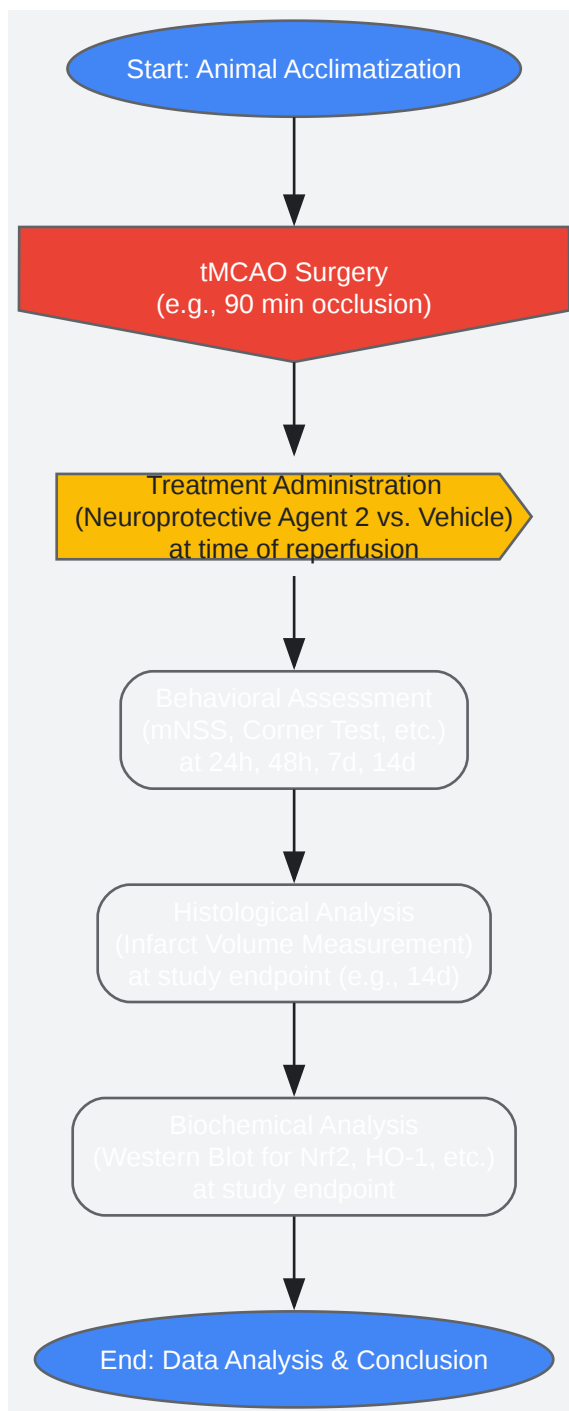 Start: Animal Acclimatization
tMCAO Surgery
(e.g., 90 min occlusion)
Treatment Administration
(Neuroprotective Agent 2 vs. Vehicle)
at time of reperfusion
Behavioral Assessment
(mNSS, Corner Test, etc.)
at 24h, 48h, 7d, 14d
Histological Analysis
(Infarct Volume Measurement)
at study endpoint (e.g., 14d)
Biochemical Analysis
(Western Blot for Nrf2, HO-1, etc.)
at study endpoint
End: Data Analysis & Conclusion